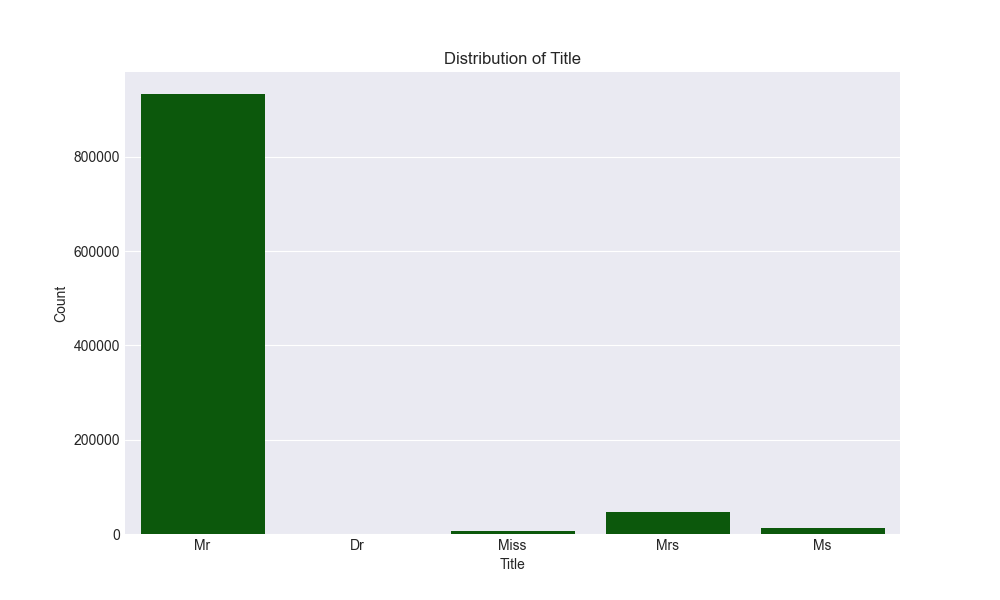 Distribution of Title
Count
800000
600000
400000
200000
0
Mr Dr Miss Mrs Ms
Title